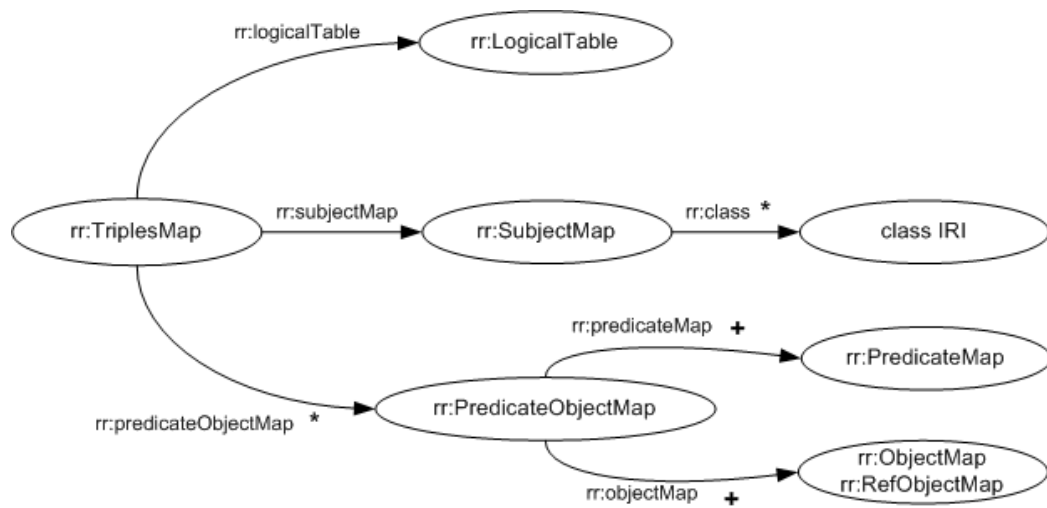 rr:logicalTable
rr:LogicalTable
rr:TriplesMap
rr:subjectMap
rr:SubjectMap
rr:class *
class IRI
rr:predicateMap +
rr:PredicateMap
rr:predicateObjectMap *
rr:PredicateObjectMap
rr:objectMap +
rr:ObjectMap
rr:RefObjectMap